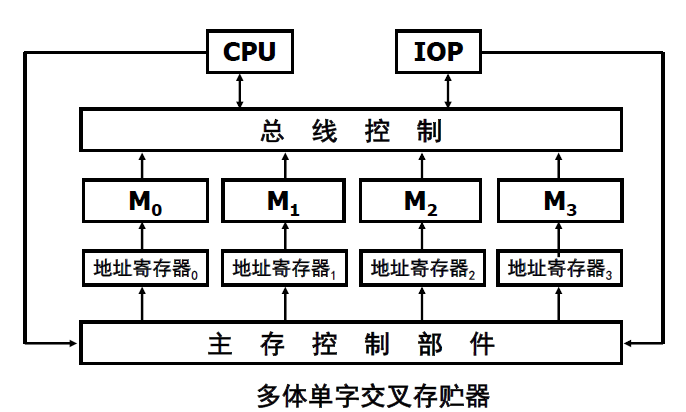 CPU IOP
总线控制
M₀ M₁ M₂ M₃
地址寄存器₀ 地址寄存器₁ 地址寄存器₂ 地址寄存器₃
主存控制部件
多体单字交叉存贮器